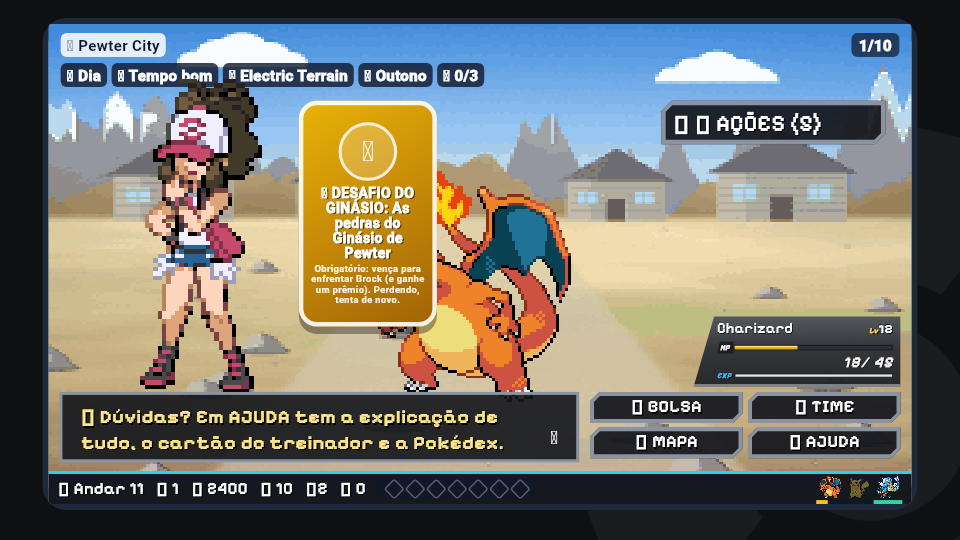 Pewter City
1/10
Dia
Tempo bom
Electric Terrain
Outono
0/3
AÇÕES (S)
DESAFIO DO
GINÁSIO: As
pedras do
Ginásio de
Pewter
Obrigatório: vença para
enfrentar Brock (e ganhe
um prêmio). Perdendo,
tenta de novo.
Charizard Lv18
HP
18/ 48
EXP
Dúvidas? Em AJUDA tem a explicação de
tudo, o cartão do treinador e a Pokédex.
BOLSA
TIME
MAPA
AJUDA
Andar 11 1 2400 10 2 0